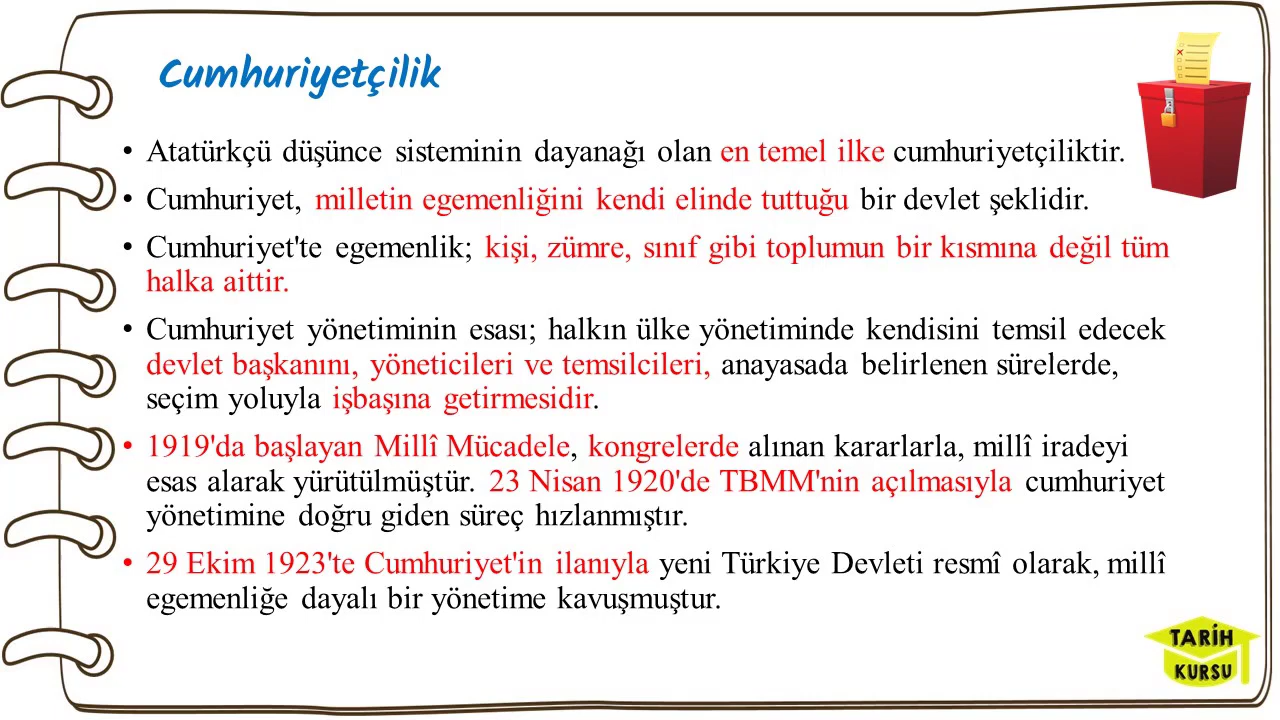 Cumhuriyetçilik
• Atatürkçü düşünce sisteminin dayanağı olan en temel ilke cumhuriyetçiliktir.
• Cumhuriyet, milletin egemenliğini kendi elinde tuttuğu bir devlet şeklidir.
• Cumhuriyet'te egemenlik; kişi, zümre, sınıf gibi toplumun bir kısmına değil tüm
halka aittir.
• Cumhuriyet yönetiminin esası; halkın ülke yönetiminde kendisini temsil edecek
devlet başkanını, yöneticileri ve temsilcileri, anayasada belirlenen sürelerde,
seçim yoluyla işbaşına getirmesidir.
• 1919'da başlayan Millî Mücadele, kongrelerde alınan kararlarla, millî iradeyi
esas alarak yürütülmüştür. 23 Nisan 1920'de TBMM'nin açılmasıyla cumhuriyet
yönetimine doğru giden süreç hızlanmıştır.
• 29 Ekim 1923'te Cumhuriyet'in ilanıyla yeni Türkiye Devleti resmî olarak, millî
egemenliğe dayalı bir yönetime kavuşmuştur.
TARİH
KURSU